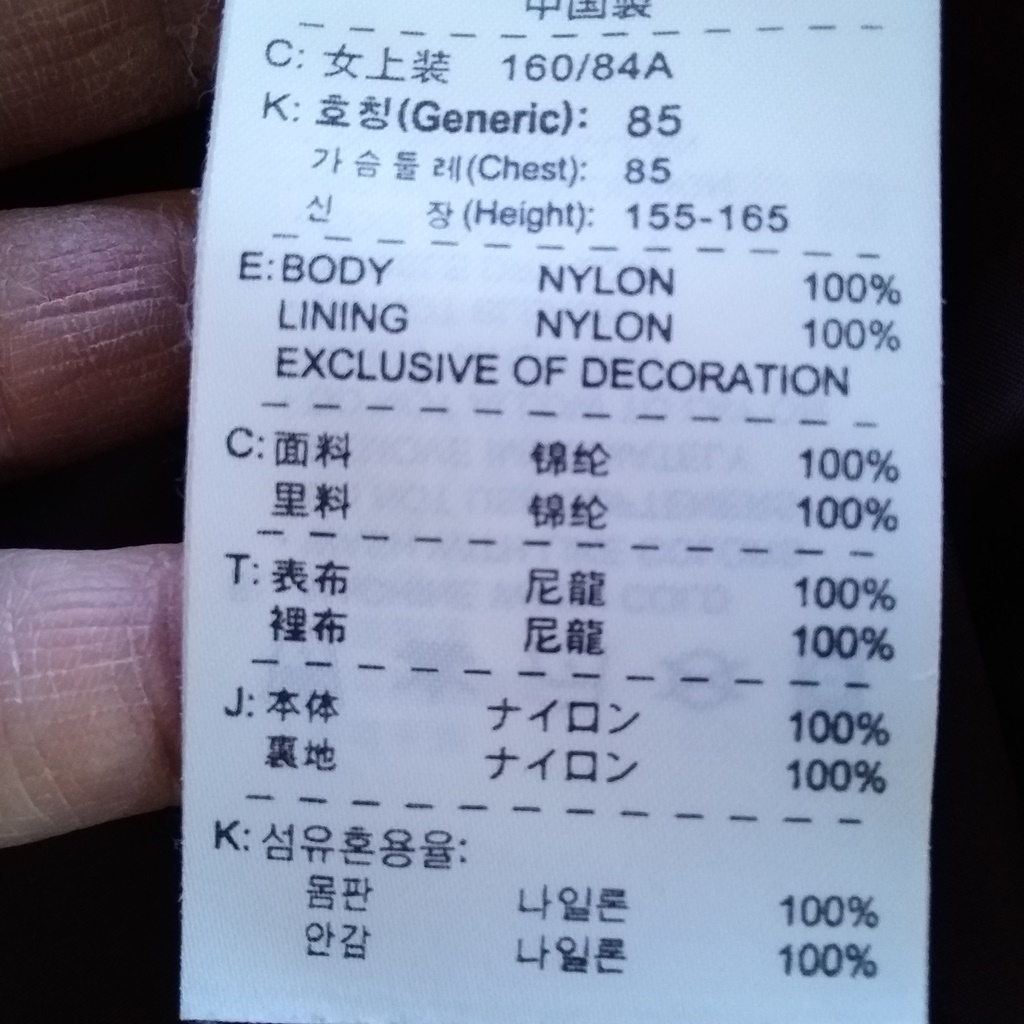 中国製
C: 女上装 160/84A
K: 호칭(Generic): 85
가슴둘레(Chest): 85
신 장(Height): 155-165
E: BODY NYLON 100%
LINING NYLON 100%
EXCLUSIVE OF DECORATION
C: 面料 锦纶 100%
里料 锦纶 100%
T: 表布 尼龍 100%
裡布 尼龍 100%
J: 本体 ナイロン 100%
裏地 ナイロン 100%
K: 섬유혼용율:
몸판 나일론 100%
안감 나일론 100%